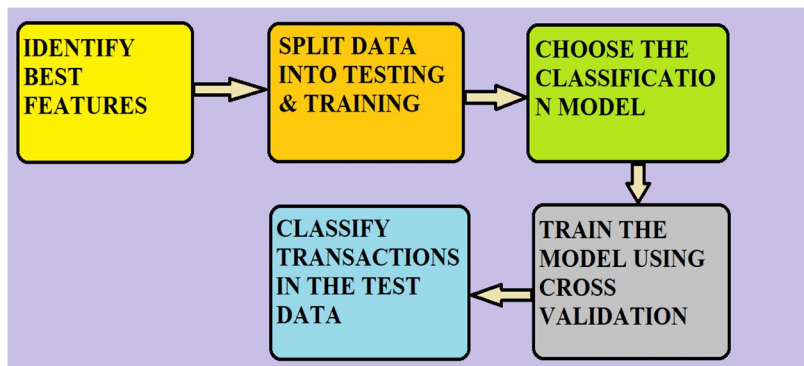 IDENTIFY
BEST
FEATURES
SPLIT DATA
INTO TESTING
& TRAINING
CHOOSE THE
CLASSIFICATIO
N MODEL
TRAIN THE
MODEL USING
CROSS
VALIDATION
CLASSIFY
TRANSACTIONS
IN THE TEST
DATA